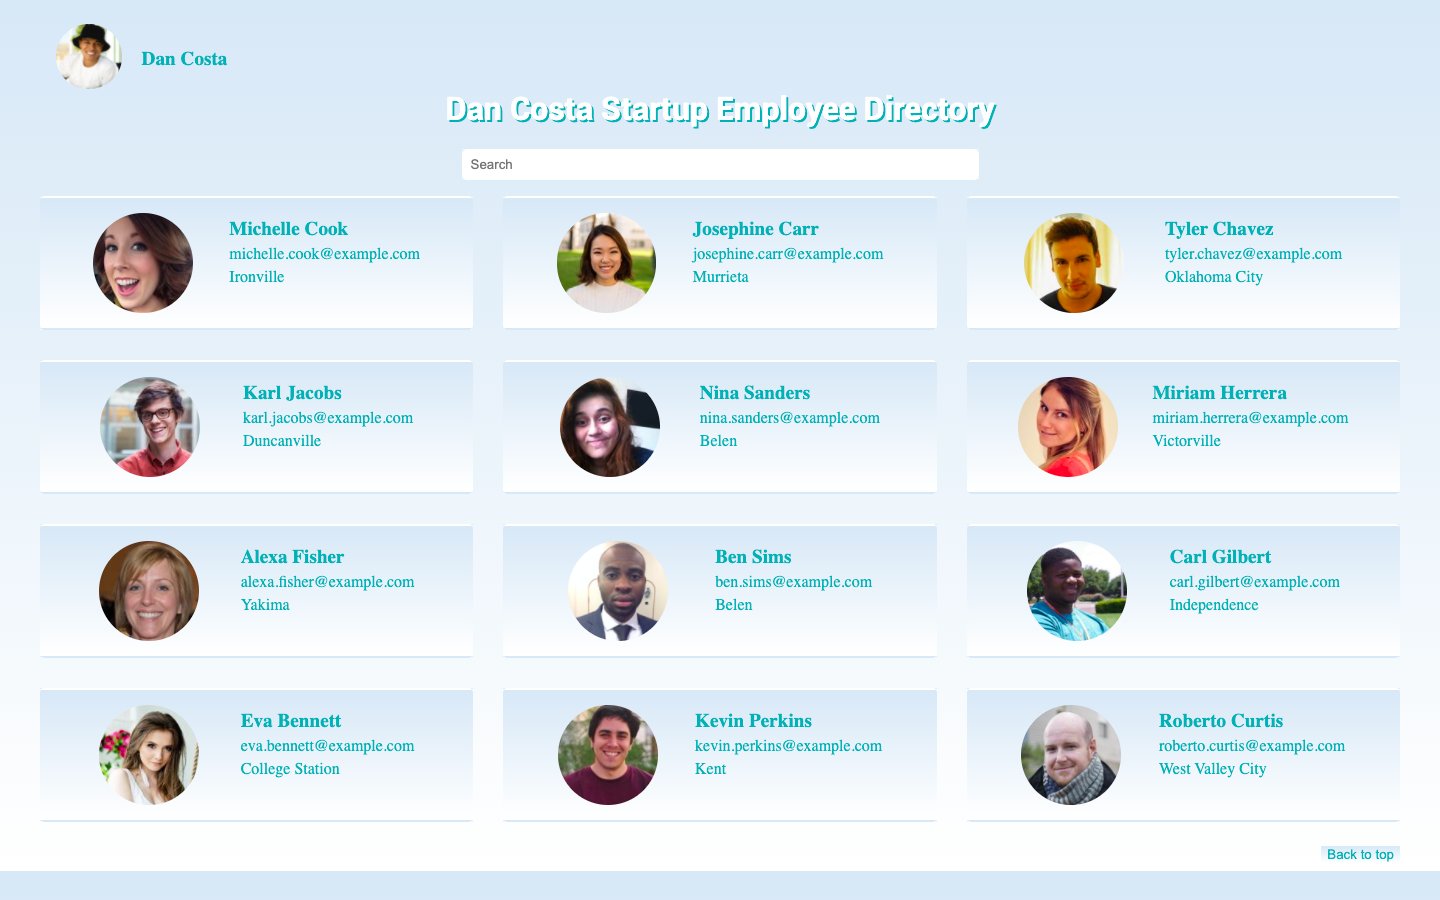 Dan Costa
Dan Costa Startup Employee Directory
Search
Michelle Cook
michelle.cook@example.com
Ironville
Josephine Carr
josephine.carr@example.com
Murrieta
Tyler Chavez
tyler.chavez@example.com
Oklahoma City
Karl Jacobs
karl.jacobs@example.com
Duncanville
Nina Sanders
nina.sanders@example.com
Belen
Miriam Herrera
miriam.herrera@example.com
Victorville
Alexa Fisher
alexa.fisher@example.com
Yakima
Ben Sims
ben.sims@example.com
Belen
Carl Gilbert
carl.gilbert@example.com
Independence
Eva Bennett
eva.bennett@example.com
College Station
Kevin Perkins
kevin.perkins@example.com
Kent
Roberto Curtis
roberto.curtis@example.com
West Valley City
Back to top